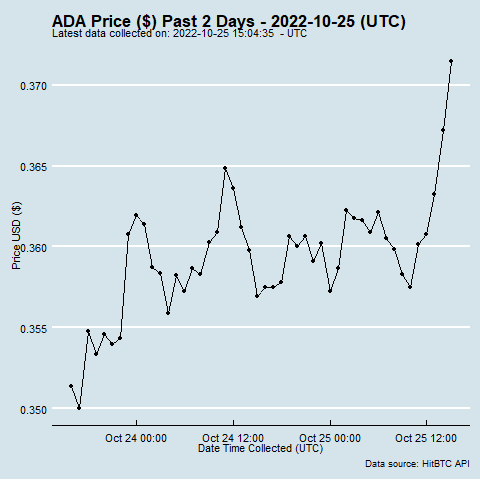 ADA Price ($) Past 2 Days - 2022-10-25 (UTC)
Latest data collected on: 2022-10-25 15:04:35 - UTC
0.370
0.365
0.360
0.355
0.350
Price USD ($)
Oct 24 00:00 Oct 24 12:00 Oct 25 00:00 Oct 25 12:00
Date Time Collected (UTC)
Data source: HitBTC API